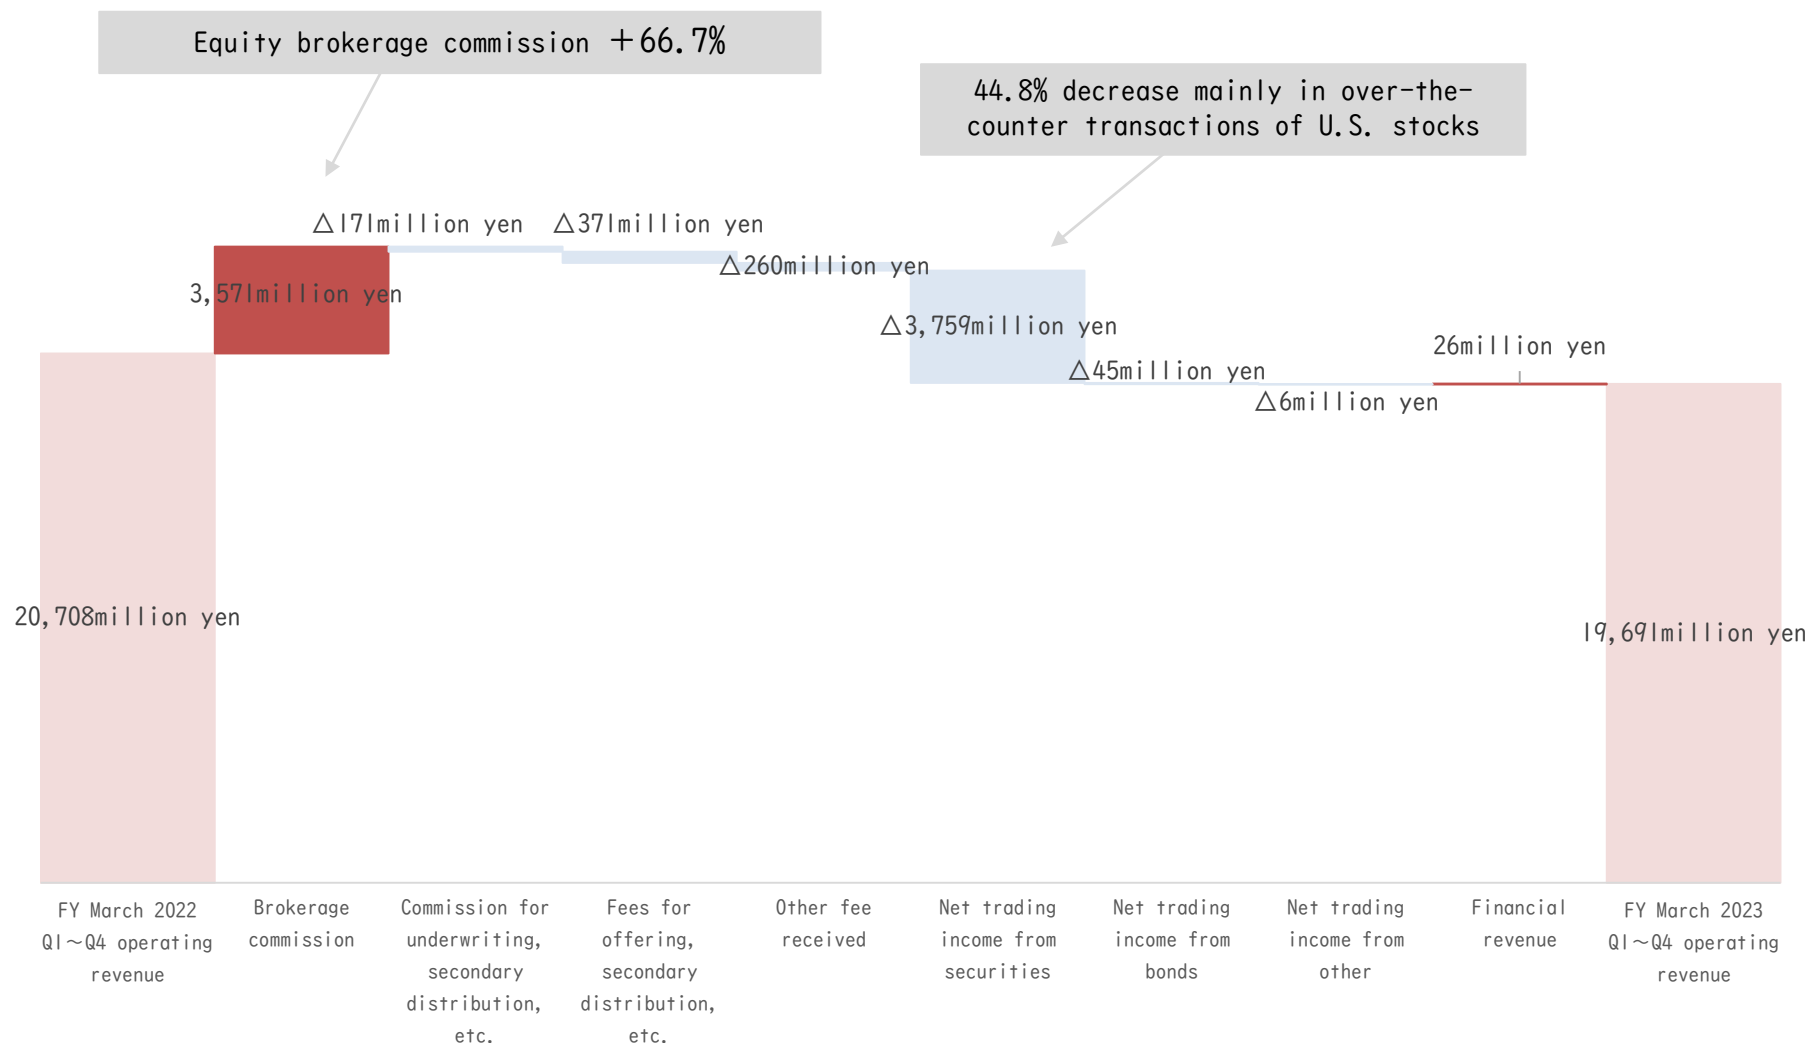 Equity brokerage commission +66.7%
44.8% decrease mainly in over-the-
counter transactions of U.S. stocks
△171million yen
△371million yen
△260million yen
3,571million yen
△3,759million yen
26million yen
△45million yen
△6million yen
20,708million yen
19,691million yen
FY March 2022
Q1～Q4 operating
revenue
Brokerage
commission
Commission for
underwriting,
secondary
distribution,
etc.
Fees for
offering,
secondary
distribution,
etc.
Other fee
received
Net trading
income from
securities
Net trading
income from
bonds
Net trading
income from
other
Financial
revenue
FY March 2023
Q1～Q4 operating
revenue